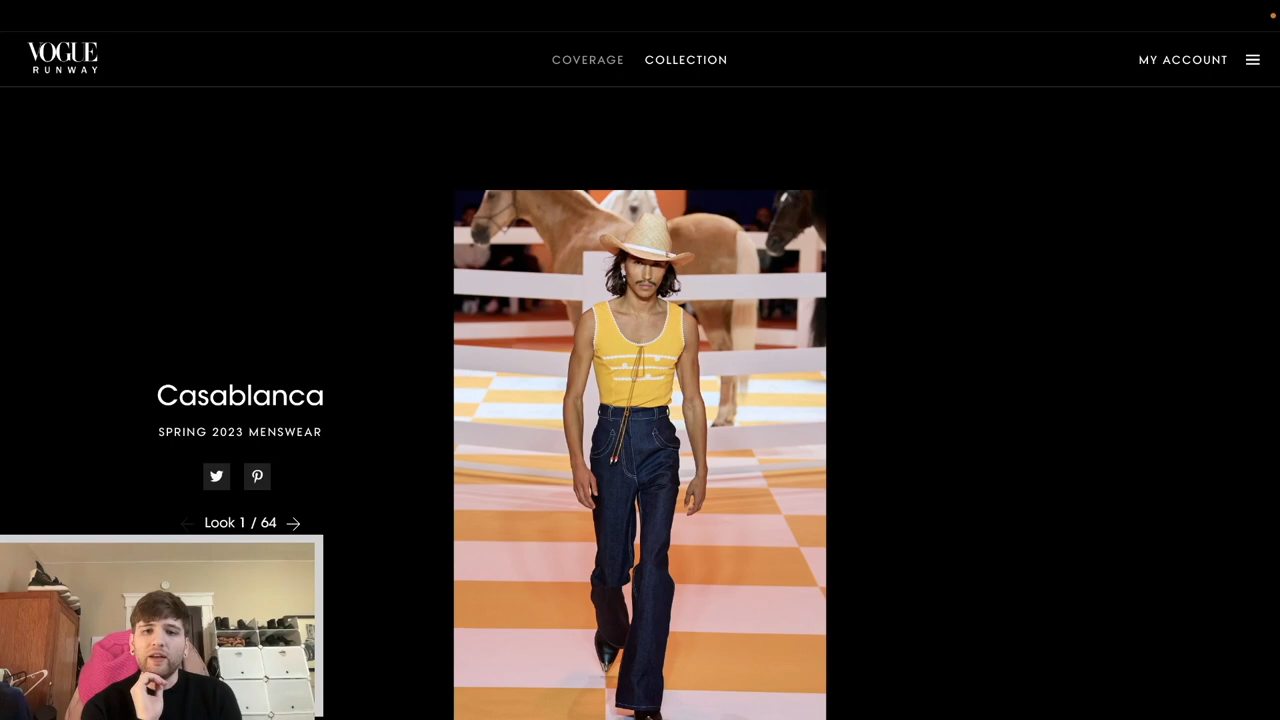 VOGUE
RUNWAY
COVERAGE COLLECTION
MY ACCOUNT
Casablanca
SPRING 2023 MENSWEAR
Look 1 / 64